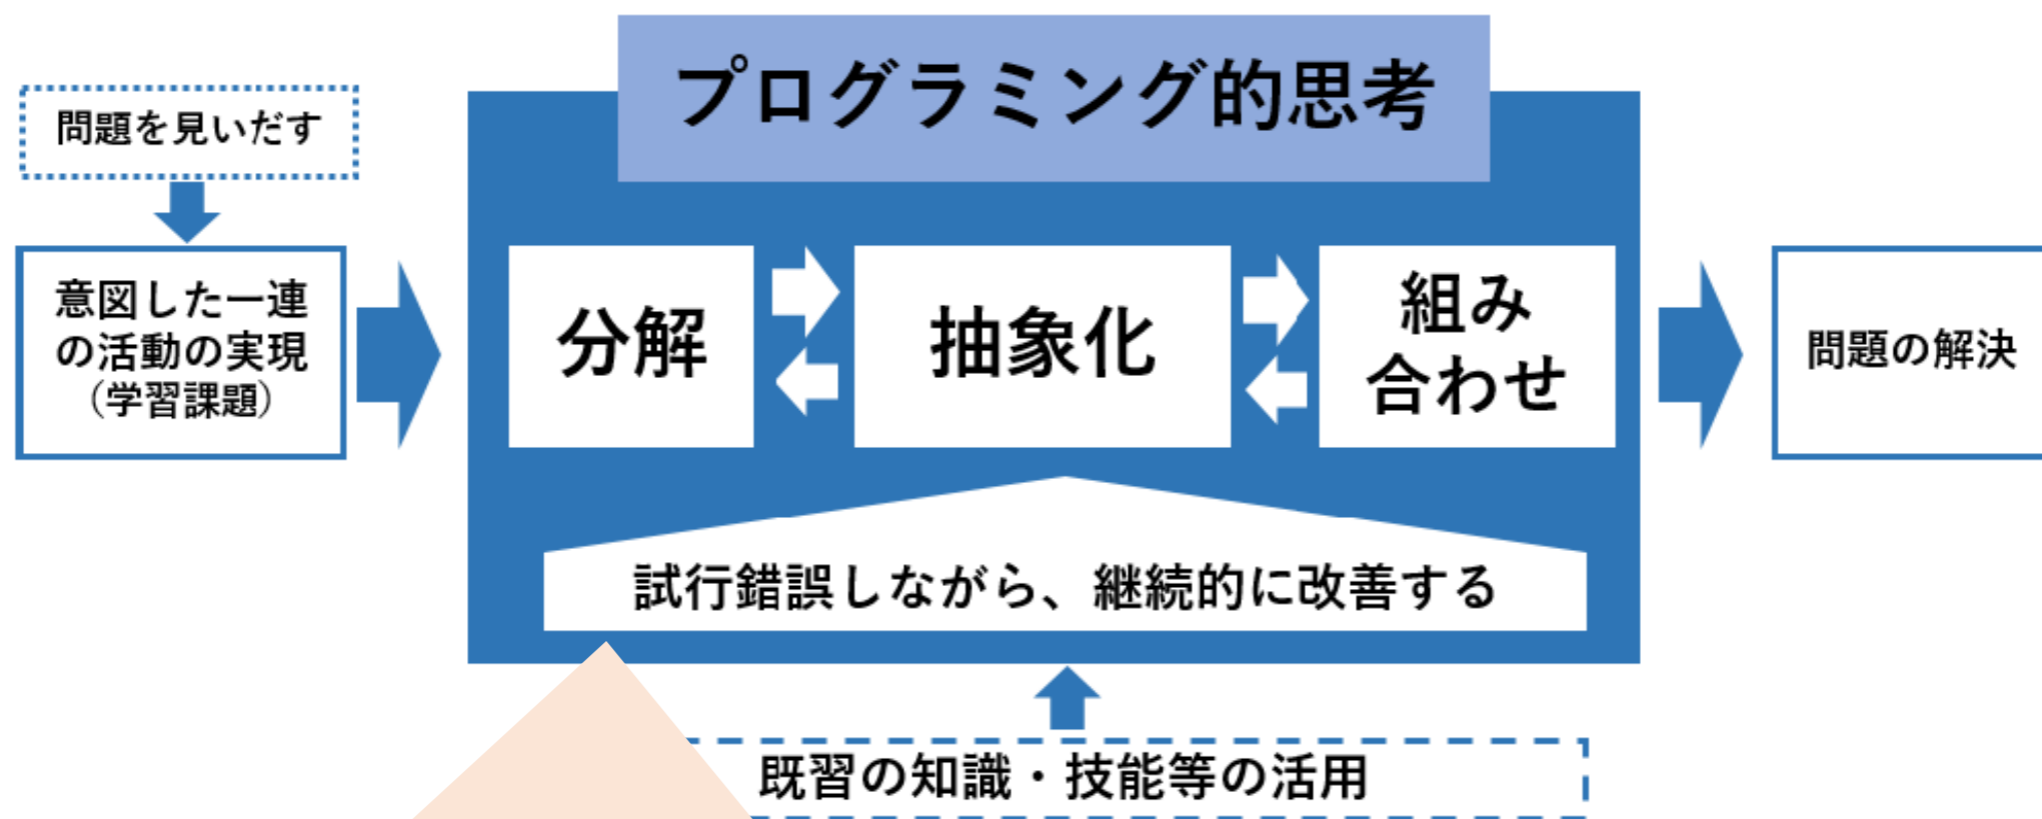 プログラミング的思考
問題を見いだす
意図した一連
の活動の実現
（学習課題）
分解
抽象化
組み
合わせ
問題の解決
試行錯誤しながら、継続的に改善する
既習の知識・技能等の活用